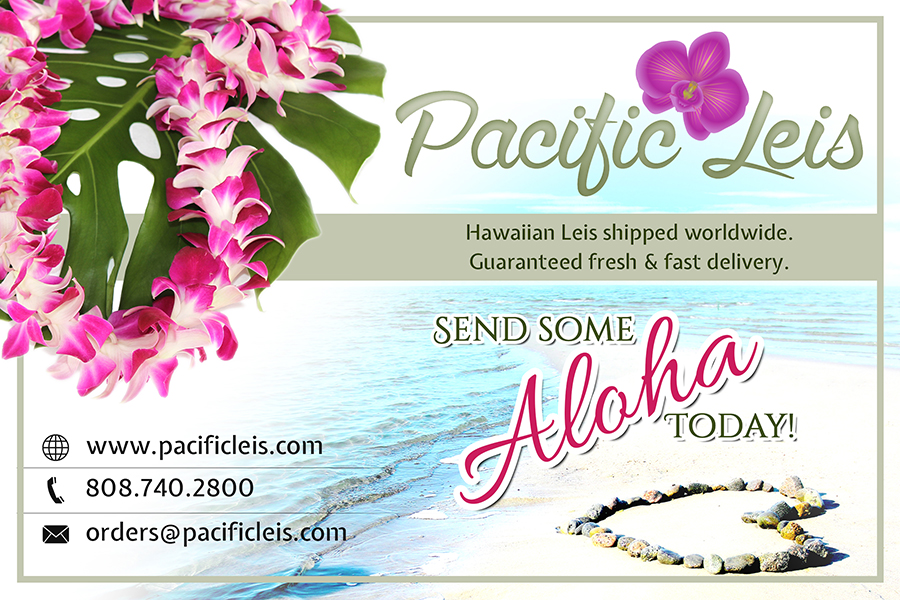 Pacific Leis
Hawaiian Leis shipped worldwide.
Guaranteed fresh & fast delivery.
Send some
Aloha
today!
www.pacificleis.com
808.740.2800
orders@pacificleis.com